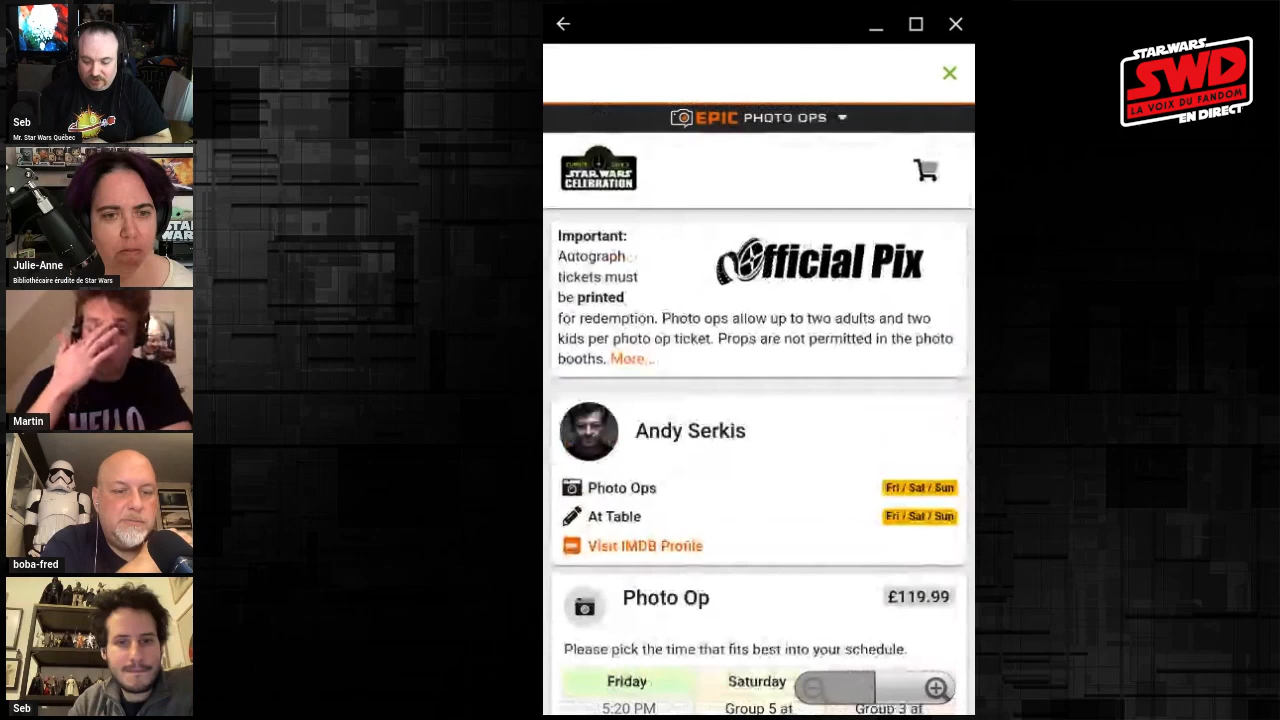 Seb
Mr. Star Wars Québec
Julie-Anne
Bibliothécaire érudite de Star Wars
STAR
HELLO
Martin
boba-fred
Seb
EPIC PHOTO OPS
STAR WARS
CELEBRATION
Important:
Autograph
tickets must
be printed
for redemption. Photo ops allow up to two adults and two
kids per photo op ticket. Props are not permitted in the photo
booths. More...
Official Pix
Andy Serkis
Photo Ops
Fri / Sat / Sun
At Table
Fri / Sat / Sun
Visit IMDB Profile
Photo Op
£119.99
Please pick the time that fits best into your schedule.
Friday
Saturday
5:20 PM
Group 5 at
Group 3 at
STAR WARS
SWD
LA VOIX DU FANDOM
EN DIRECT